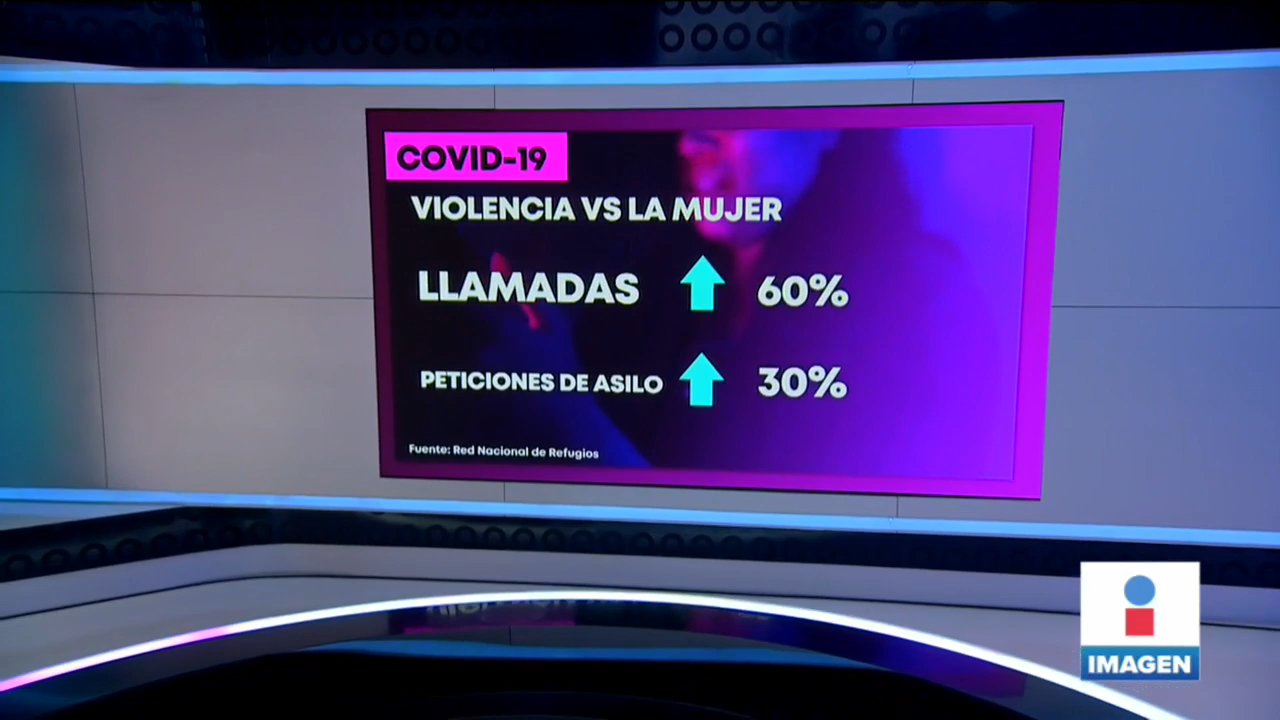 COVID-19
VIOLENCIA VS LA MUJER
LLAMADAS 60%
PETICIONES DE ASILO 30%
Fuente: Red Nacional de Refugios
IMAGEN